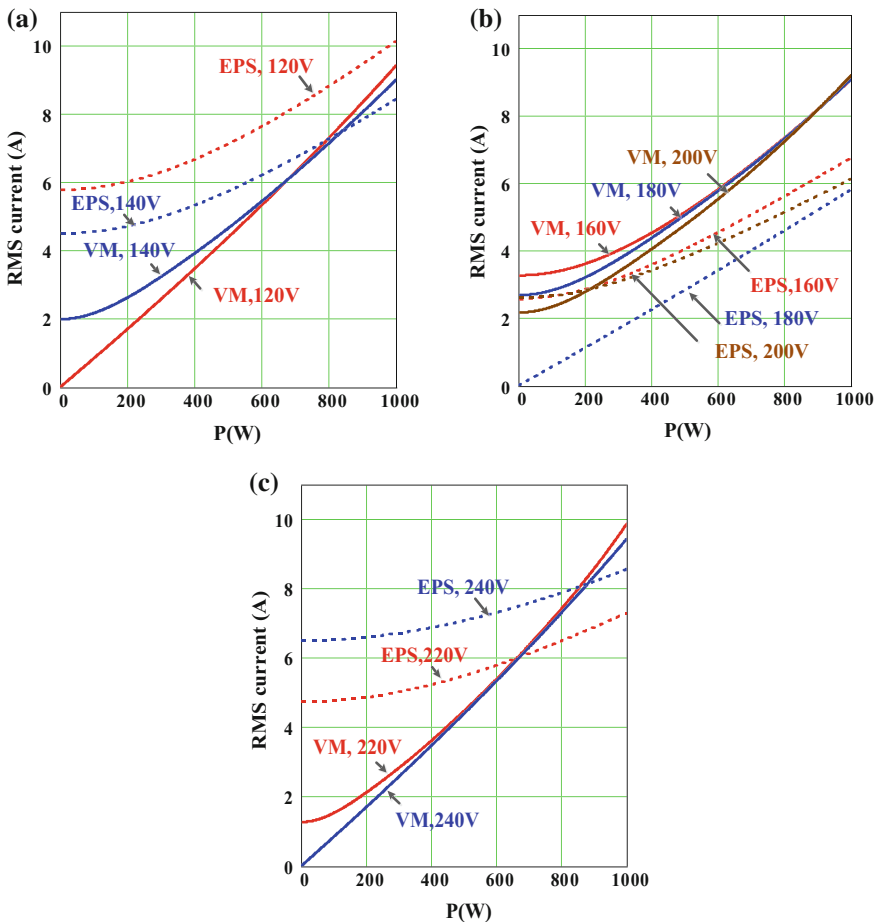 (a)
10
8
6
4
2
0
RMS current (A)
EPS, 120V
EPS,140V
VM, 140V
VM,120V
0 200 400 600 800 1000
P(W)
(b)
10
8
6
4
2
0
RMS current (A)
VM, 200V
VM, 180V
VM, 160V
EPS,160V
EPS, 180V
EPS, 200V
0 200 400 600 800 1000
P(W)
(c)
10
8
6
4
2
0
RMS current (A)
EPS, 240V
EPS,220V
VM, 220V
VM,240V
0 200 400 600 800 1000
P(W)